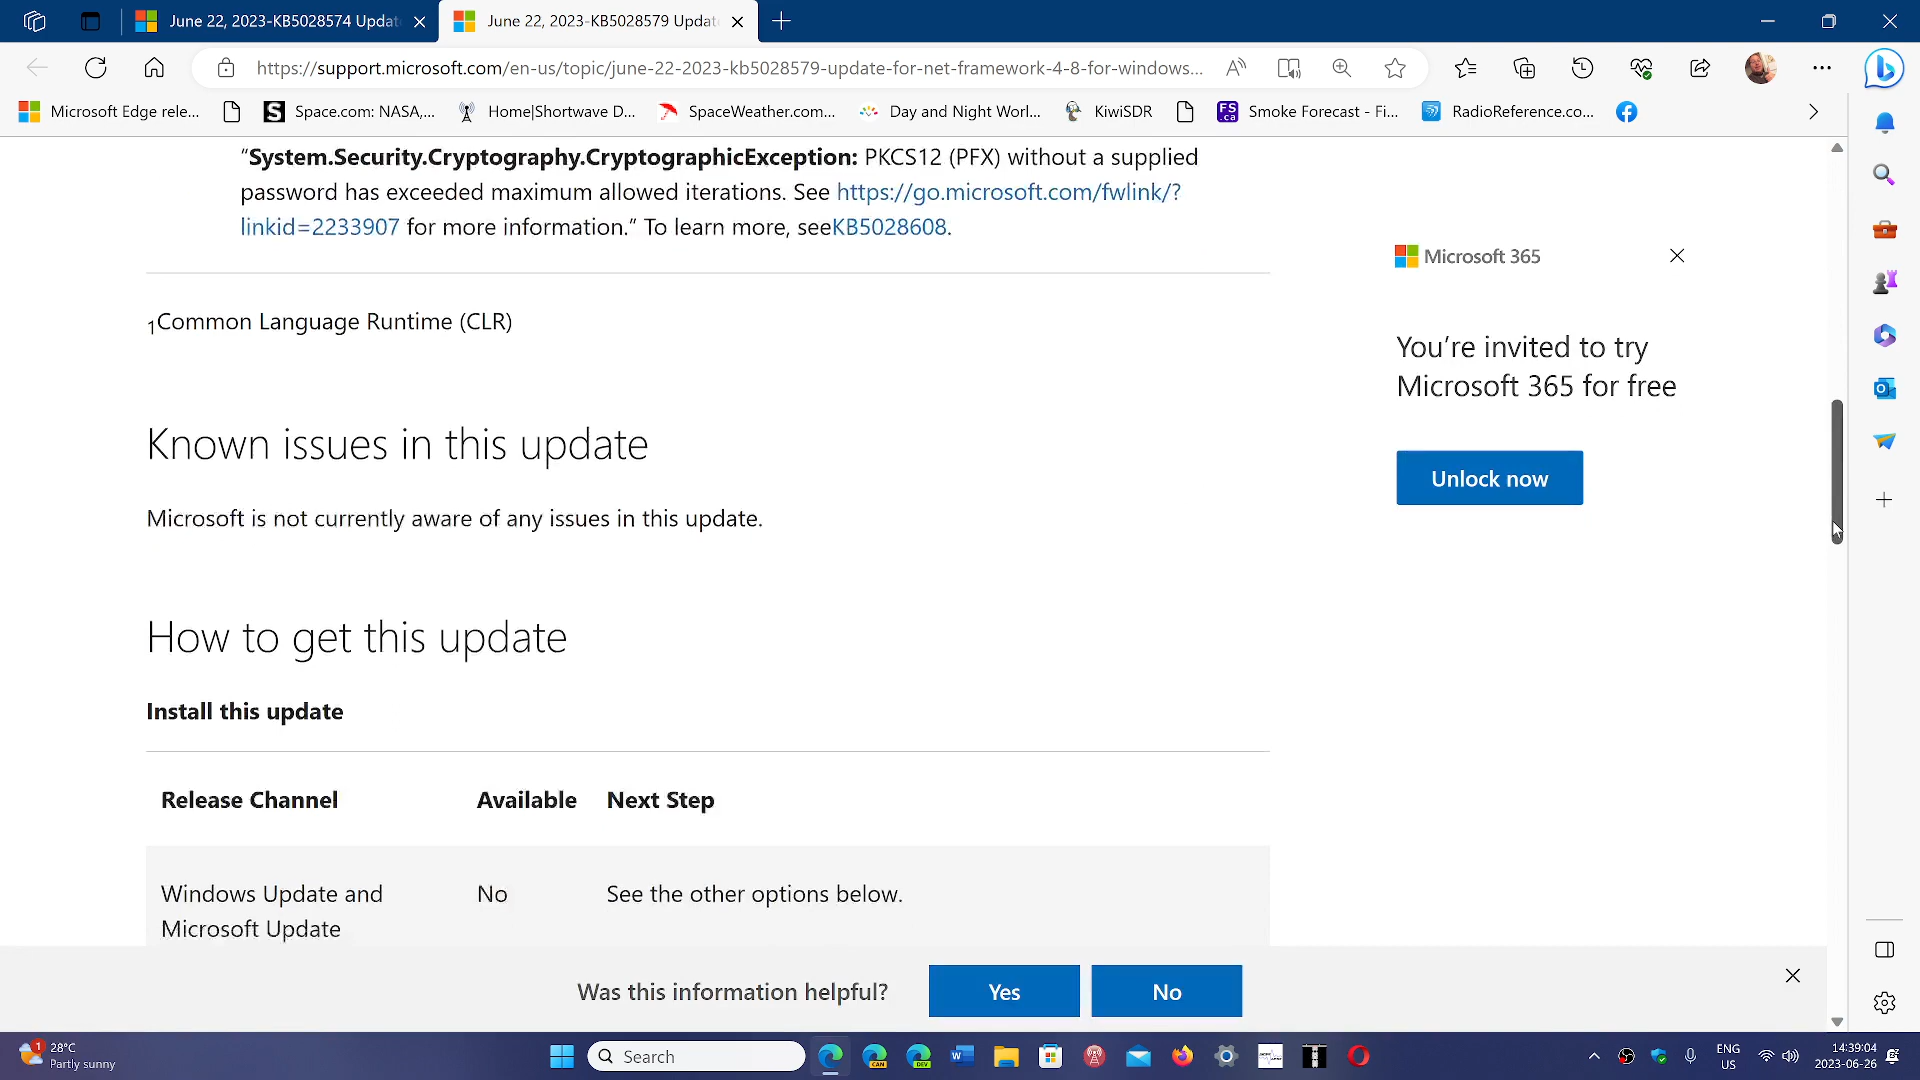 June 22, 2023-KB5028574 Updat
June 22, 2023-KB5028579 Updat
https://support.microsoft.com/en-us/topic/june-22-2023-kb5028579-update-for-net-framework-4-8-for-windows...
Microsoft Edge rele...
Space.com: NASA,...
Home|Shortwave D...
SpaceWeather.com...
Day and Night Worl...
KiwiSDR
FS.ca
Smoke Forecast - Fi...
RadioReference.co...
“System.Security.Cryptography.CryptographicException: PKCS12 (PFX) without a supplied
password has exceeded maximum allowed iterations. See https://go.microsoft.com/fwlink/?
linkid=2233907 for more information.” To learn more, seeKB5028608.
1Common Language Runtime (CLR)
Known issues in this update
Microsoft is not currently aware of any issues in this update.
How to get this update
Install this update
Release Channel Available Next Step
Windows Update and No See the other options below.
Microsoft Update
Microsoft 365
You’re invited to try
Microsoft 365 for free
Unlock now
Was this information helpful? Yes No
1
28°C
Partly sunny
Search
CAN
DEV
ENG
US
14:39:04
2023-06-26